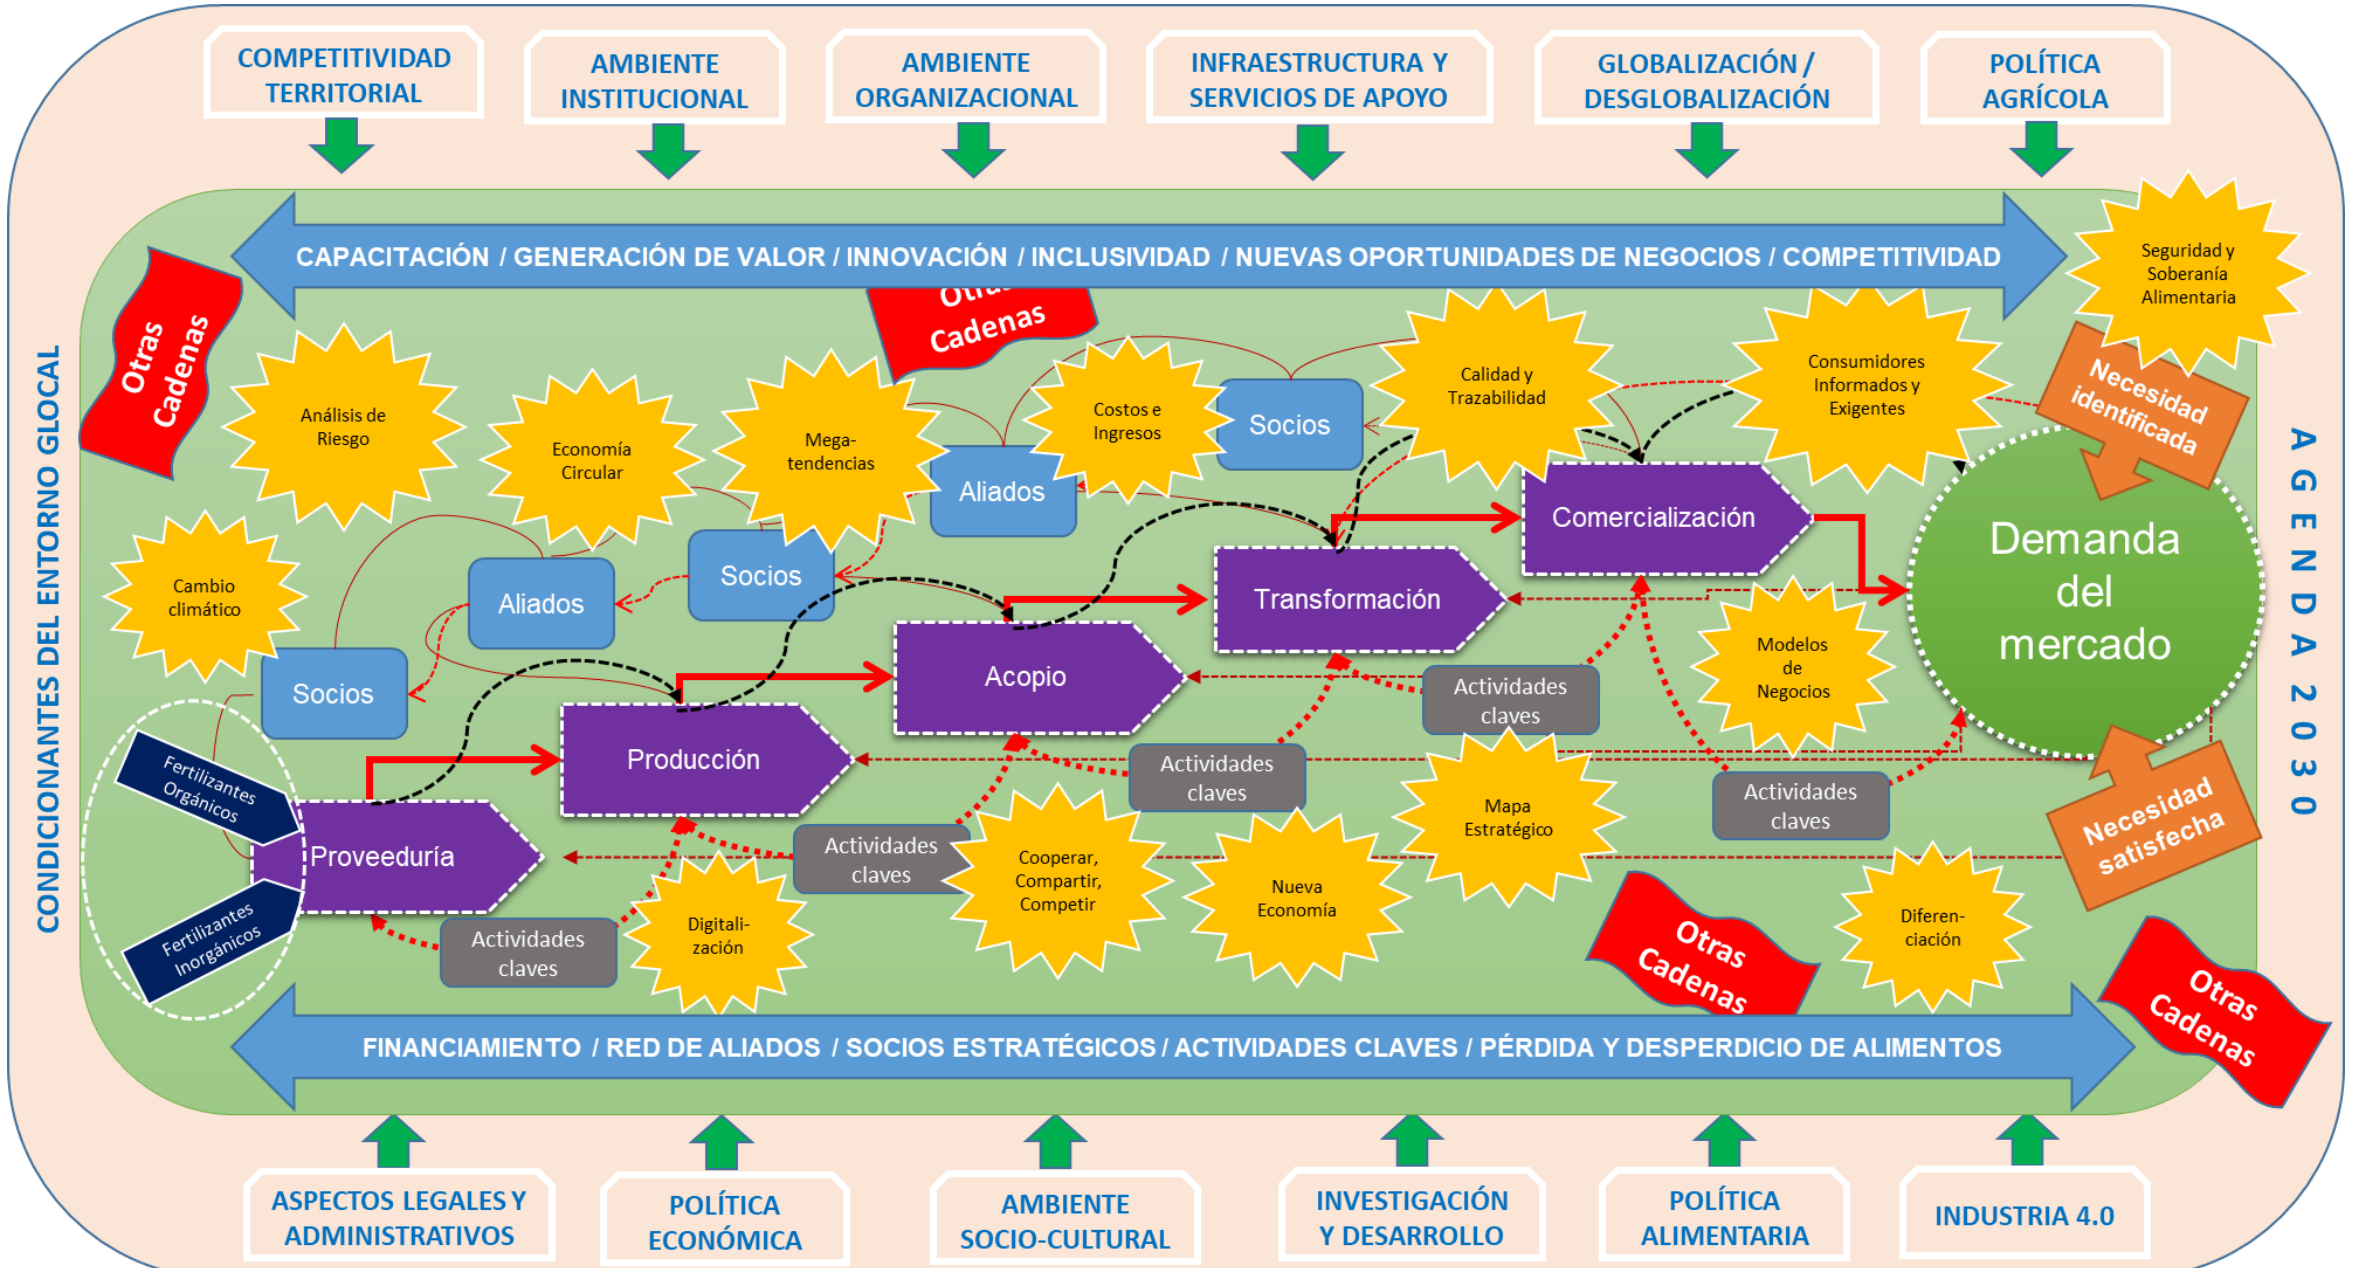 COMPETITIVIDAD
TERRITORIAL
AMBIENTE
INSTITUCIONAL
AMBIENTE
ORGANIZACIONAL
INFRAESTRUCTURA Y
SERVICIOS DE APOYO
GLOBALIZACIÓN /
DESGLOBALIZACIÓN
POLÍTICA
AGRÍCOLA
CAPACITACIÓN / GENERACIÓN DE VALOR / INNOVACIÓN / INCLUSIVIDAD / NUEVAS OPORTUNIDADES DE NEGOCIOS / COMPETITIVIDAD
Seguridad y
Soberanía
Alimentaria
CONDICIONANTES DEL ENTORNO GLOCAL
AGENDA 2030
Otras
Cadenas
Otras
Cadenas
Análisis de
Riesgo
Economía
Circular
Mega-
tendencias
Costos e
Ingresos
Calidad y
Trazabilidad
Consumidores
Informados y
Exigentes
Necesidad
identificada
Cambio
climático
Socios
Aliados
Socios
Aliados
Socios
Comercialización
Transformación
Acopio
Producción
Proveeduría
Fertilizantes
Orgánicos
Fertilizantes
Inorgánicos
Demanda
del
mercado
Modelos
de
Negocios
Actividades
claves
Actividades
claves
Actividades
claves
Actividades
claves
Actividades
claves
Mapa
Estratégico
Necesidad
satisfecha
Cooperar,
Compartir,
Competir
Nueva
Economía
Digitali-
zación
Diferen-
ciación
Otras
Cadenas
Otras
Cadenas
FINANCIAMIENTO / RED DE ALIADOS / SOCIOS ESTRATÉGICOS / ACTIVIDADES CLAVES / PÉRDIDA Y DESPERDICIO DE ALIMENTOS
ASPECTOS LEGALES Y
ADMINISTRATIVOS
POLÍTICA
ECONÓMICA
AMBIENTE
SOCIO-CULTURAL
INVESTIGACIÓN
Y DESARROLLO
POLÍTICA
ALIMENTARIA
INDUSTRIA 4.0